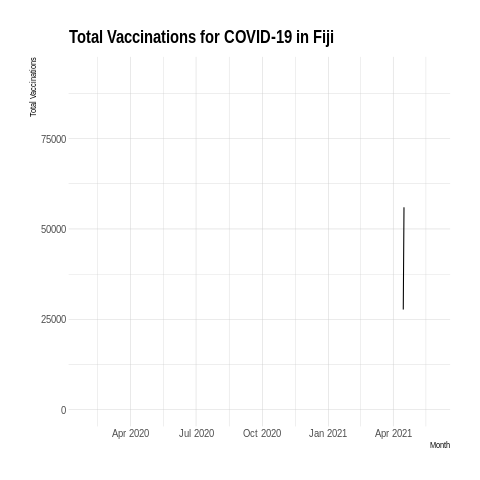 Total Vaccinations for COVID-19 in Fiji
Total Vaccinations
75000
50000
25000
0
Apr 2020 Jul 2020 Oct 2020 Jan 2021 Apr 2021
Month